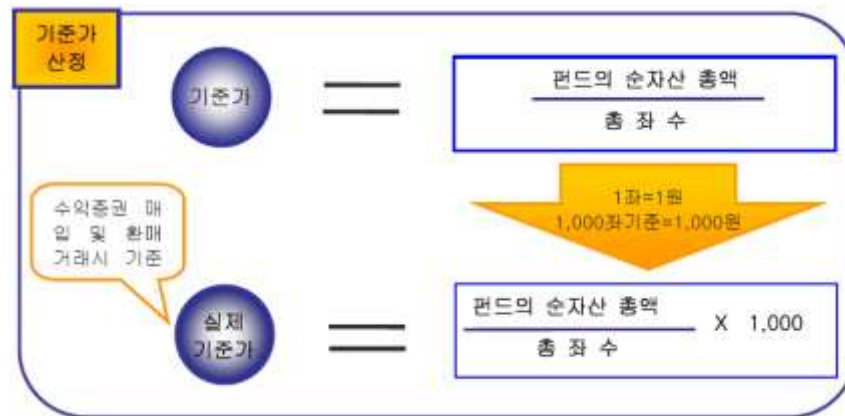 기준가
산정
기준가
펀드의 순자산 총액
총 좌 수
1좌=1원
1,000좌기준=1,000원
수익증권 매
입 및 환매
거래시 기준
실제
기준가
펀드의 순자산 총액
총 좌 수
X 1,000